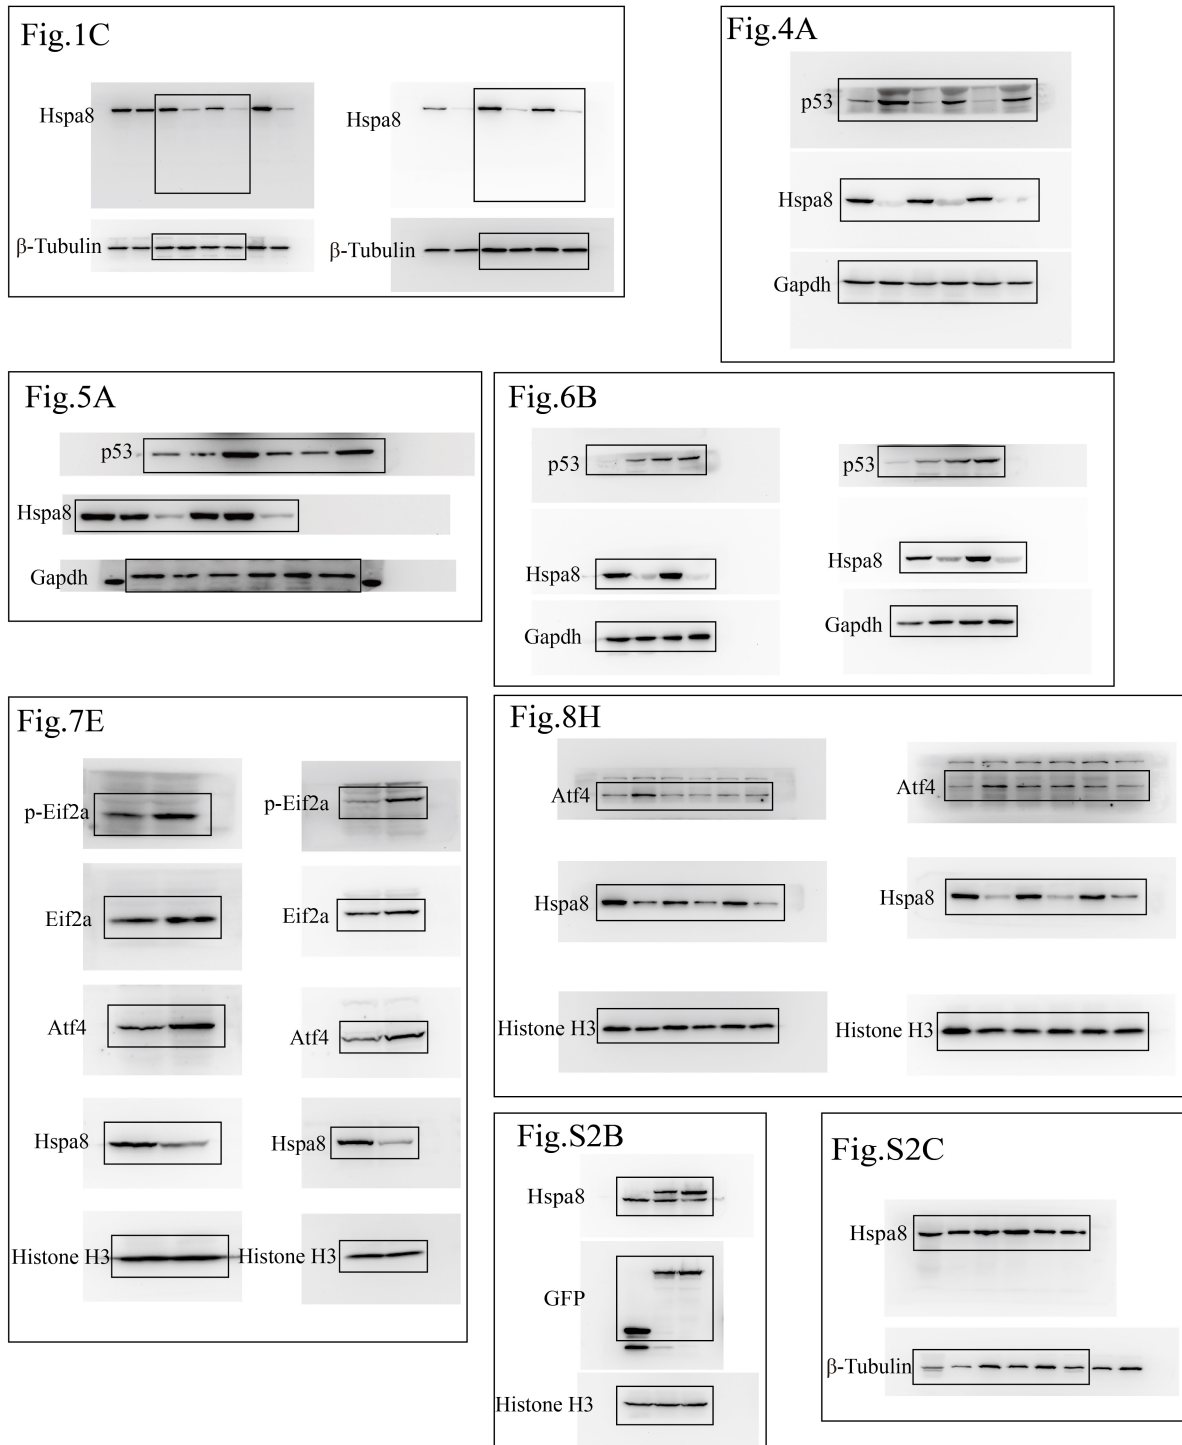 Fig.1C
Hspa8
Hspa8
β-Tubulin
β-Tubulin
Fig.4A
p53
Hspa8
Gapdh
Fig.5A
p53
Hspa8
Gapdh
Fig.6B
p53
p53
Hspa8
Hspa8
Gapdh
Gapdh
Fig.7E
p-Eif2a
p-Eif2a
Eif2a
Eif2a
Atf4
Atf4
Hspa8
Hspa8
Histone H3
Histone H3
Fig.8H
Atf4
Atf4
Hspa8
Hspa8
Histone H3
Histone H3
Fig.S2B
Hspa8
GFP
Histone H3
Fig.S2C
Hspa8
β-Tubulin